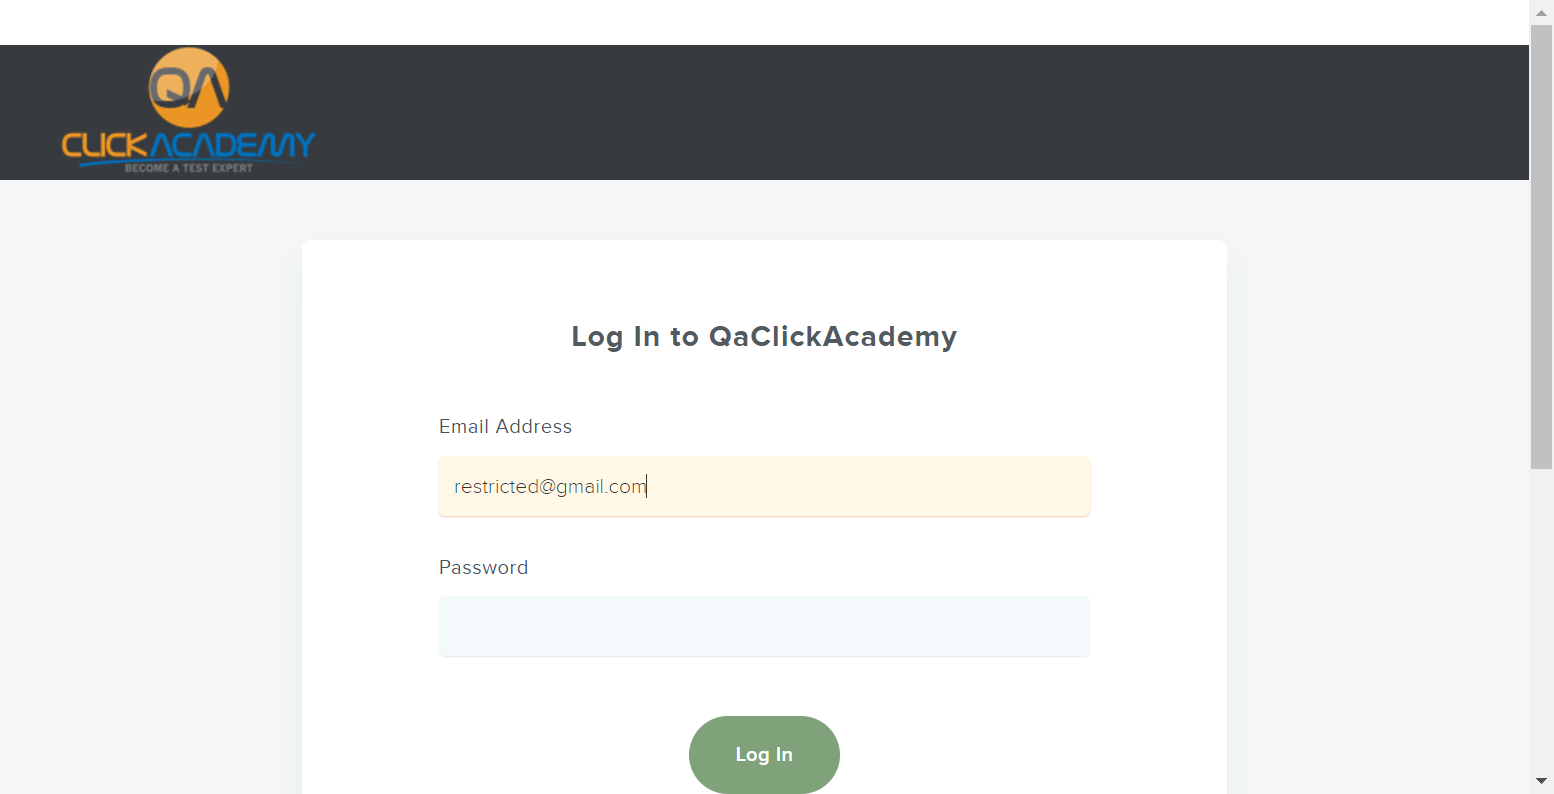 QA
CLICKACADEMY
BECOME A TEST EXPERT
Log In to QaClickAcademy
Email Address
restricted@gmail.com
Password
Log In